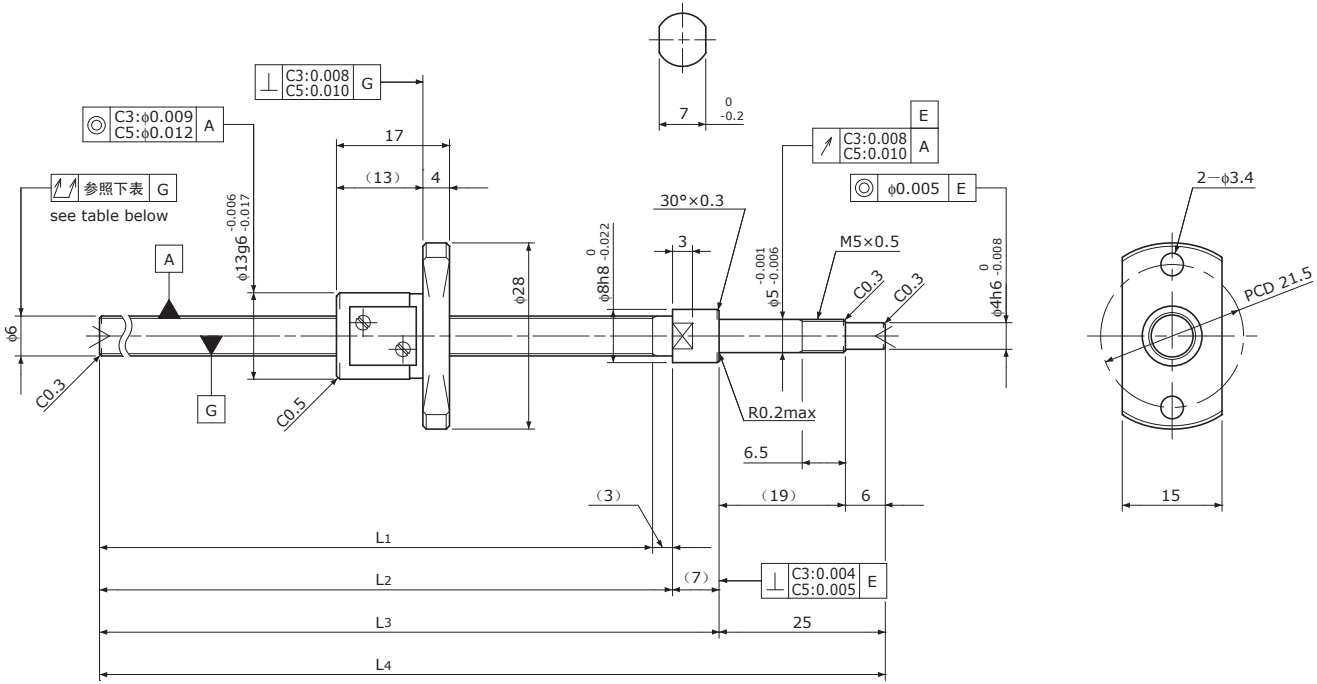 C3:0.008
C5:0.010
G
7
0
-0.2
C3:φ0.009
C5:φ0.012
A
17
E
C3:0.008
C5:0.010
A
(13)
4
参照下表
G
see table below
φ0.005
E
2−φ3.4
30°×0.3
φ13g6
-0.006
-0.017
φ8h8
0
-0.022
3
φ5
-0.001
-0.006
M5×0.5
C0.3
C0.3
φ4h6
0
-0.008
PCD 21.5
A
φ28
φ6
C0.3
G
C0.5
R0.2max
6.5
(3)
(19)
6
15
L1
L2
(7)
C3:0.004
C5:0.005
E
L3
25
L4